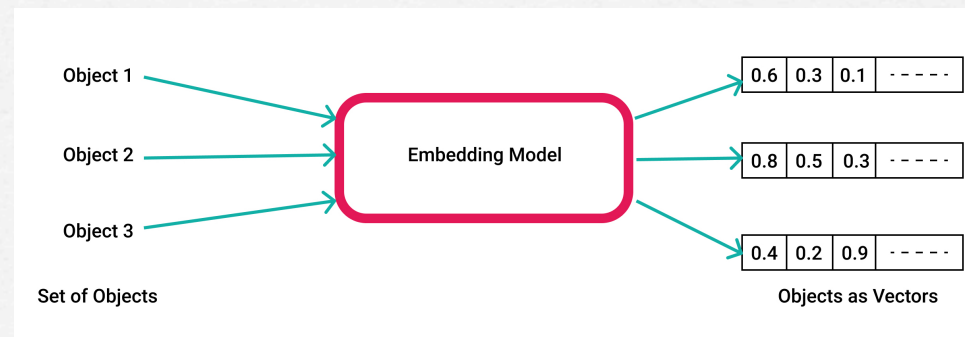 Object 1
Object 2
Object 3
Set of Objects
Embedding Model
0.6 0.3 0.1 -----
0.8 0.5 0.3 -----
0.4 0.2 0.9 -----
Objects as Vectors